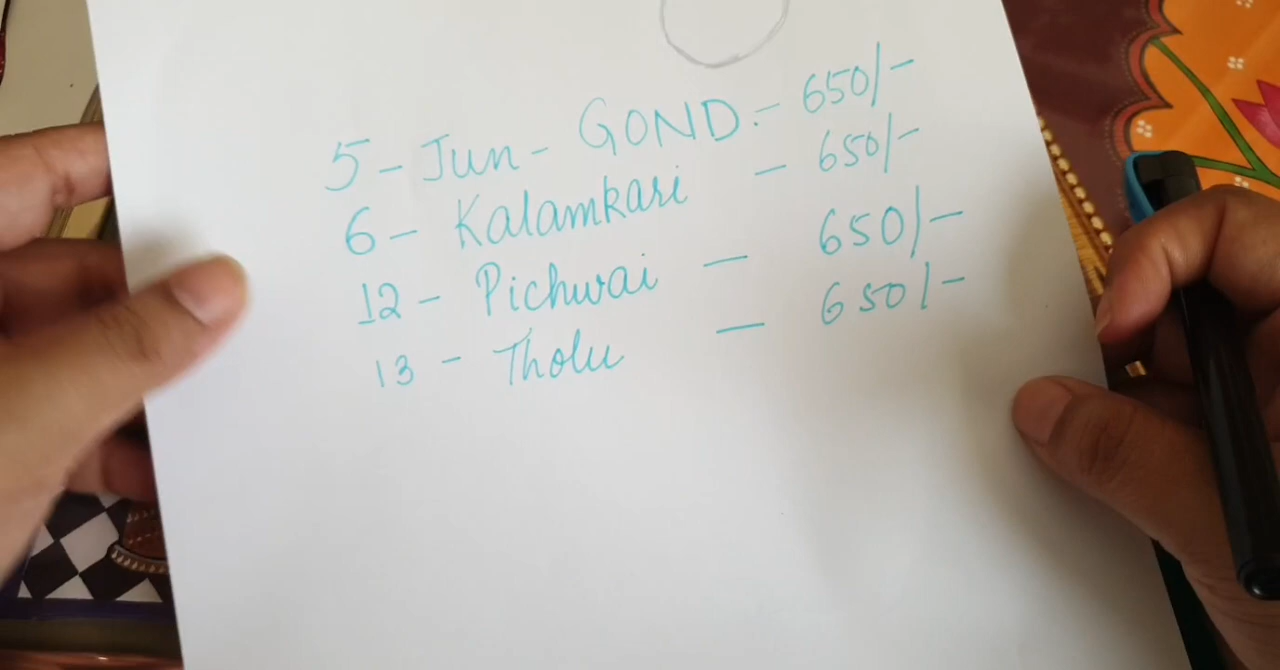 5 - Jun - GOND. - 650/-
6 - Kalamkari - 650/-
12 - Pichwai - 650/-
13 - Tholu - 650/-